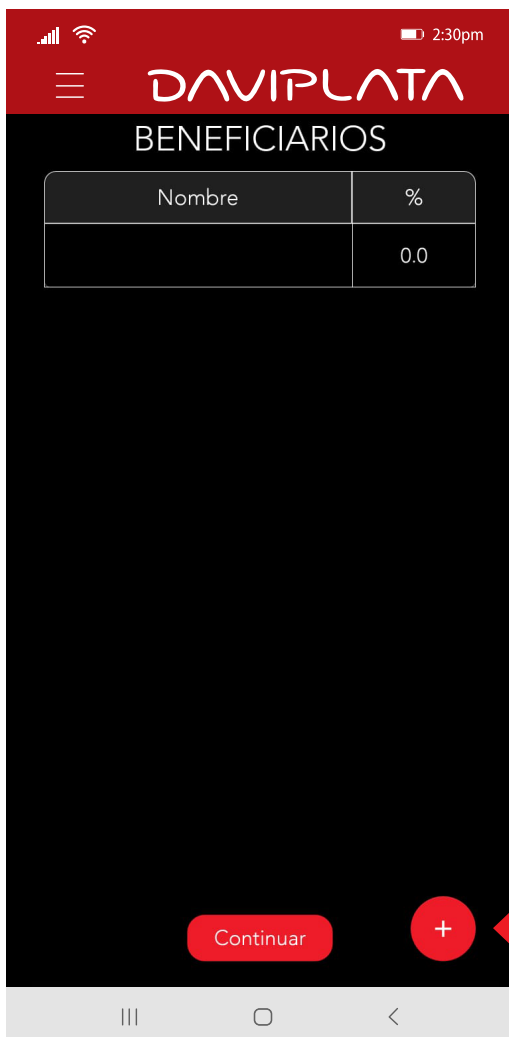 2:30pm
DAVIPLATA
BENEFICIARIOS
Nombre %
0.0
+
Continuar